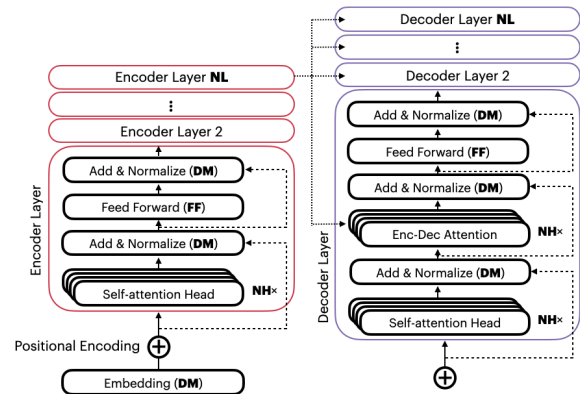 Encoder Layer NL
⋮
Encoder Layer 2
Add & Normalize (DM)
Feed Forward (FF)
Add & Normalize (DM)
Self-attention Head
NH×
Encoder Layer
Positional Encoding
Embedding (DM)
Decoder Layer NL
⋮
Decoder Layer 2
Add & Normalize (DM)
Feed Forward (FF)
Add & Normalize (DM)
Enc-Dec Attention
NH×
Add & Normalize (DM)
Self-attention Head
NH×
Decoder Layer